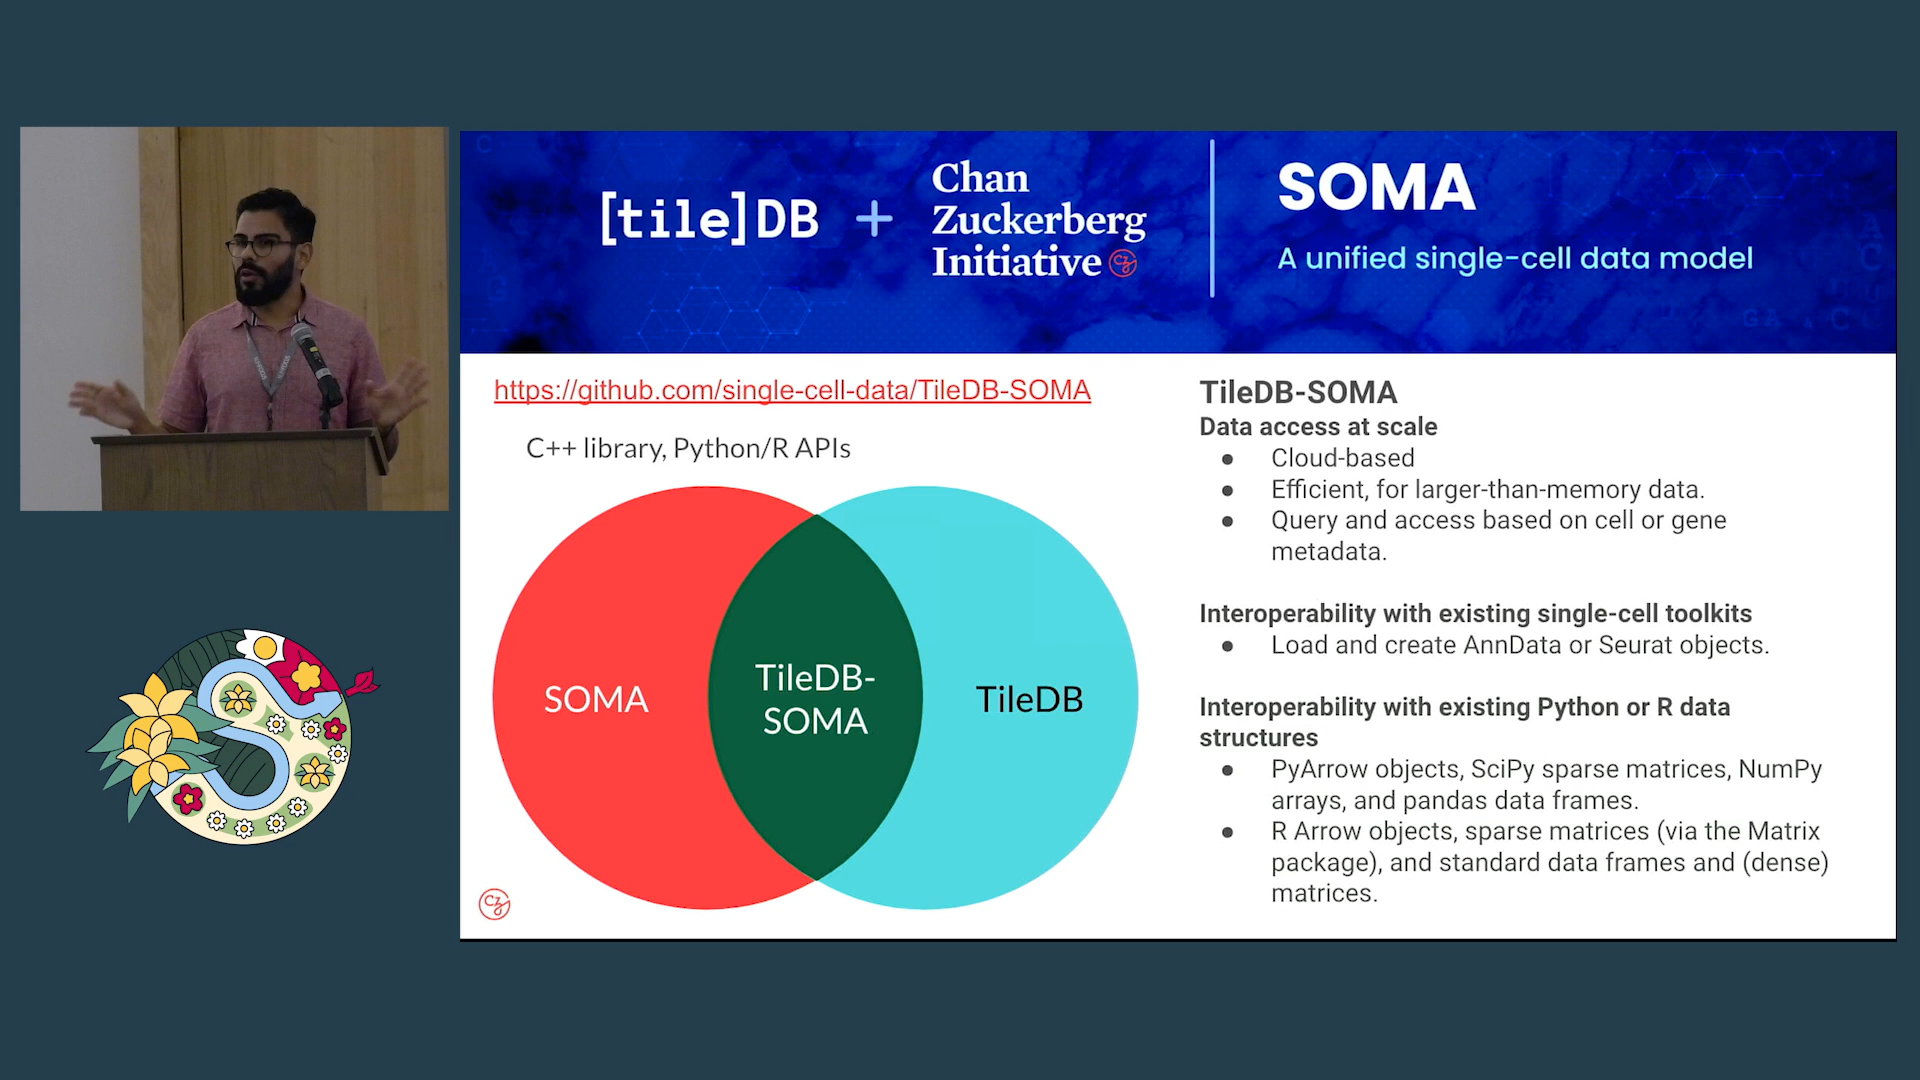 [tile]DB + Chan Zuckerberg Initiative
SOMA
A unified single-cell data model
https://github.com/single-cell-data/TileDB-SOMA
C++ library, Python/R APIs
SOMA
TileDB-
SOMA
TileDB
TileDB-SOMA
Data access at scale
● Cloud-based
● Efficient, for larger-than-memory data.
● Query and access based on cell or gene
metadata.
Interoperability with existing single-cell toolkits
● Load and create AnnData or Seurat objects.
Interoperability with existing Python or R data
structures
● PyArrow objects, SciPy sparse matrices, NumPy
arrays, and pandas data frames.
● R Arrow objects, sparse matrices (via the Matrix
package), and standard data frames and (dense)
matrices.